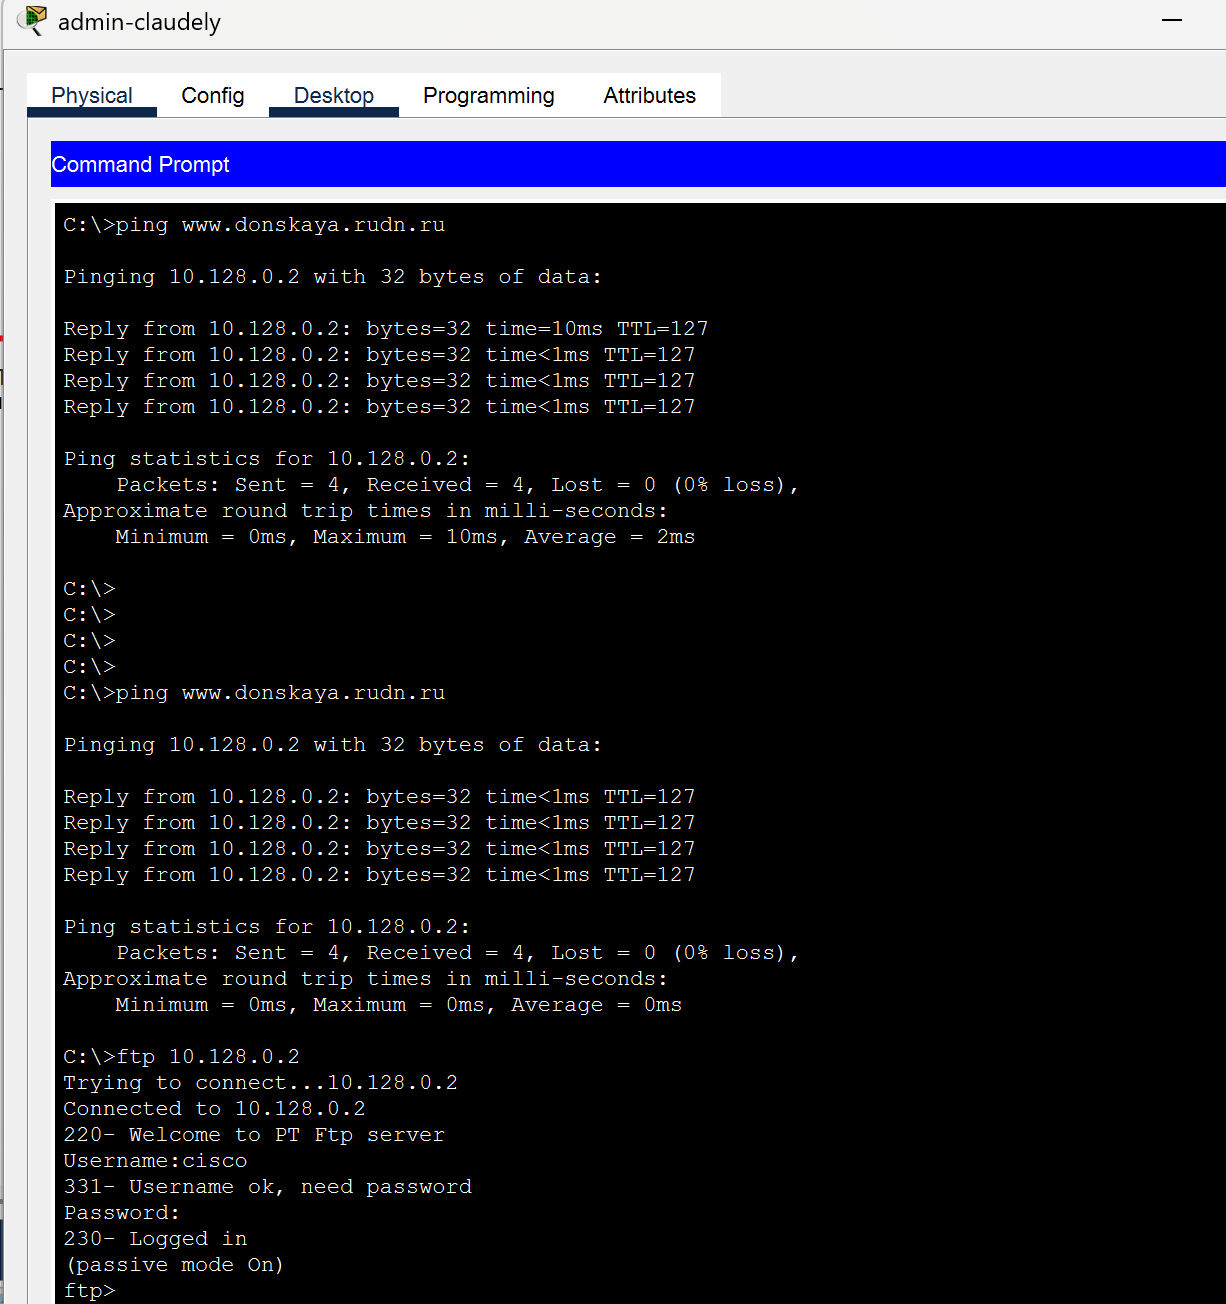 admin-claudely
Physical Config Desktop Programming Attributes
Command Prompt
C:\>ping www.donskaya.rudn.ru
Pinging 10.128.0.2 with 32 bytes of data:
Reply from 10.128.0.2: bytes=32 time=10ms TTL=127
Reply from 10.128.0.2: bytes=32 time<1ms TTL=127
Reply from 10.128.0.2: bytes=32 time<1ms TTL=127
Reply from 10.128.0.2: bytes=32 time<1ms TTL=127
Ping statistics for 10.128.0.2:
Packets: Sent = 4, Received = 4, Lost = 0 (0% loss),
Approximate round trip times in milli-seconds:
Minimum = 0ms, Maximum = 10ms, Average = 2ms
C:\>
C:\>
C:\>
C:\>
C:\>ping www.donskaya.rudn.ru
Pinging 10.128.0.2 with 32 bytes of data:
Reply from 10.128.0.2: bytes=32 time<1ms TTL=127
Reply from 10.128.0.2: bytes=32 time<1ms TTL=127
Reply from 10.128.0.2: bytes=32 time<1ms TTL=127
Reply from 10.128.0.2: bytes=32 time<1ms TTL=127
Ping statistics for 10.128.0.2:
Packets: Sent = 4, Received = 4, Lost = 0 (0% loss),
Approximate round trip times in milli-seconds:
Minimum = 0ms, Maximum = 0ms, Average = 0ms
C:\>ftp 10.128.0.2
Trying to connect...10.128.0.2
Connected to 10.128.0.2
220- Welcome to PT Ftp server
Username:cisco
331- Username ok, need password
Password:
230- Logged in
(passive mode On)
ftp>